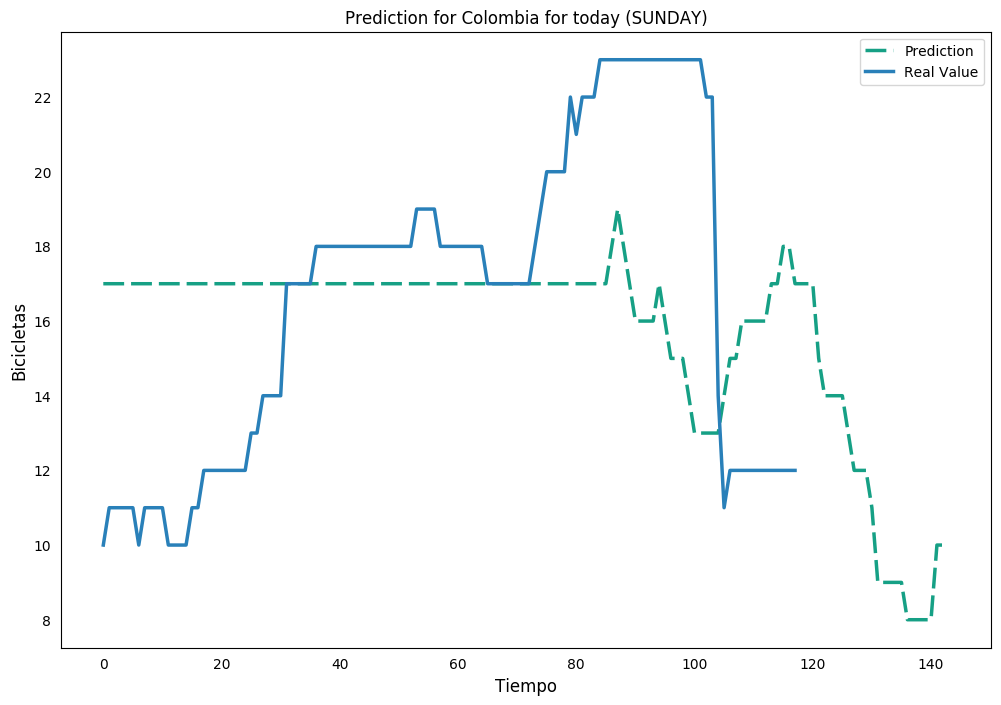 Prediction for Colombia for today (SUNDAY)
Prediction
Real Value
22
20
18
16
14
12
10
8
Bicicletas
0 20 40 60 80 100 120 140
Tiempo